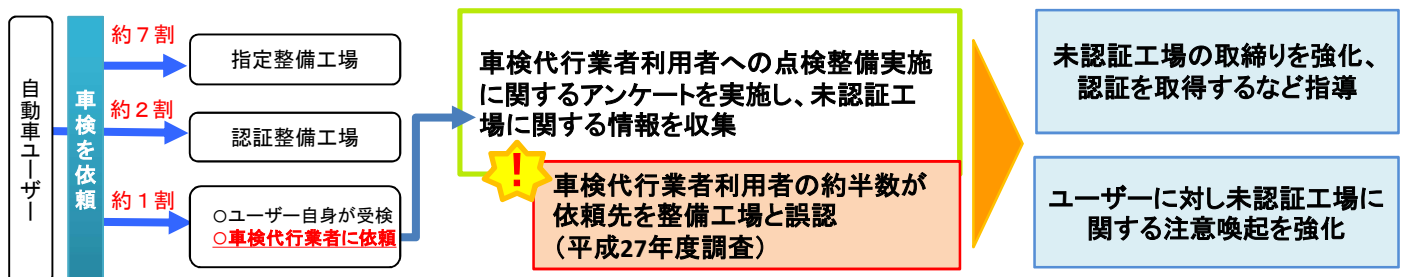 自動車ユーザー
車検を依頼
約７割
指定整備工場
約２割
認証整備工場
約１割
○ユーザー自身が受検
○車検代行業者に依頼
車検代行業者利用者への点検整備実施
に関するアンケートを実施し、未認証工
場に関する情報を収集
!
車検代行業者利用者の約半数が
依頼先を整備工場と誤認
（平成27年度調査）
未認証工場の取締りを強化、
認証を取得するなど指導
ユーザーに対し未認証工場に
関する注意喚起を強化